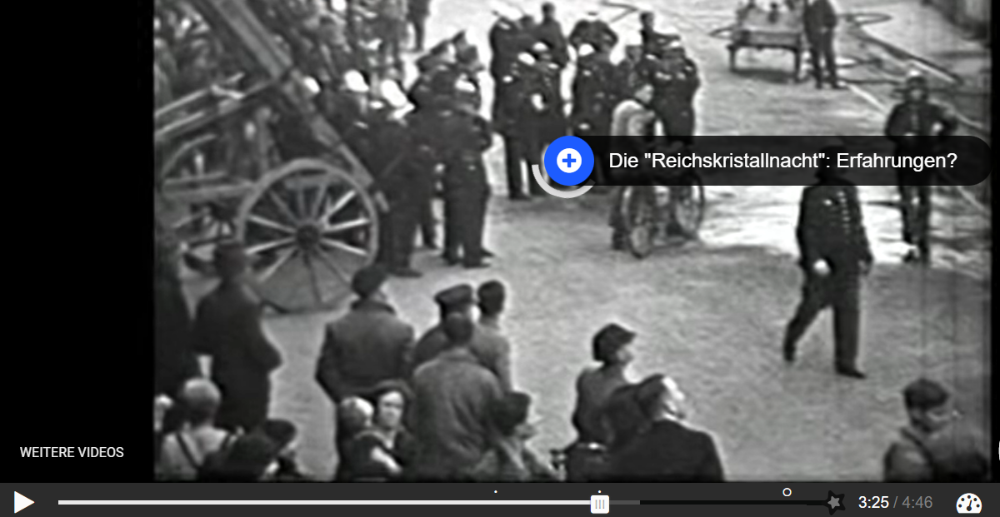 Die "Reichskristallnacht": Erfahrungen?
WEITERE VIDEOS
3:25 / 4:46